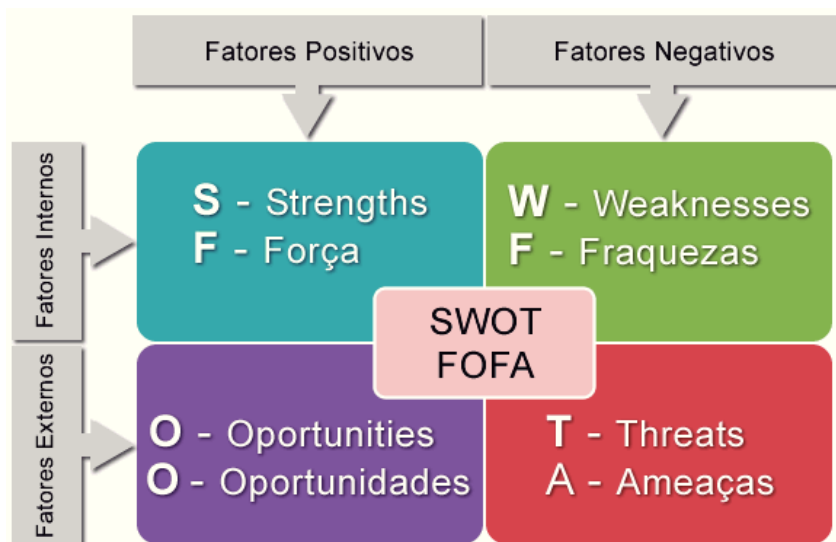 Fatores Positivos
Fatores Negativos
Fatores Internos
S - Strengths
F - Força
W - Weaknesses
F - Fraquezas
SWOT
FOFA
Fatores Externos
O - Oportunities
O - Oportunidades
T - Threats
A - Ameaças